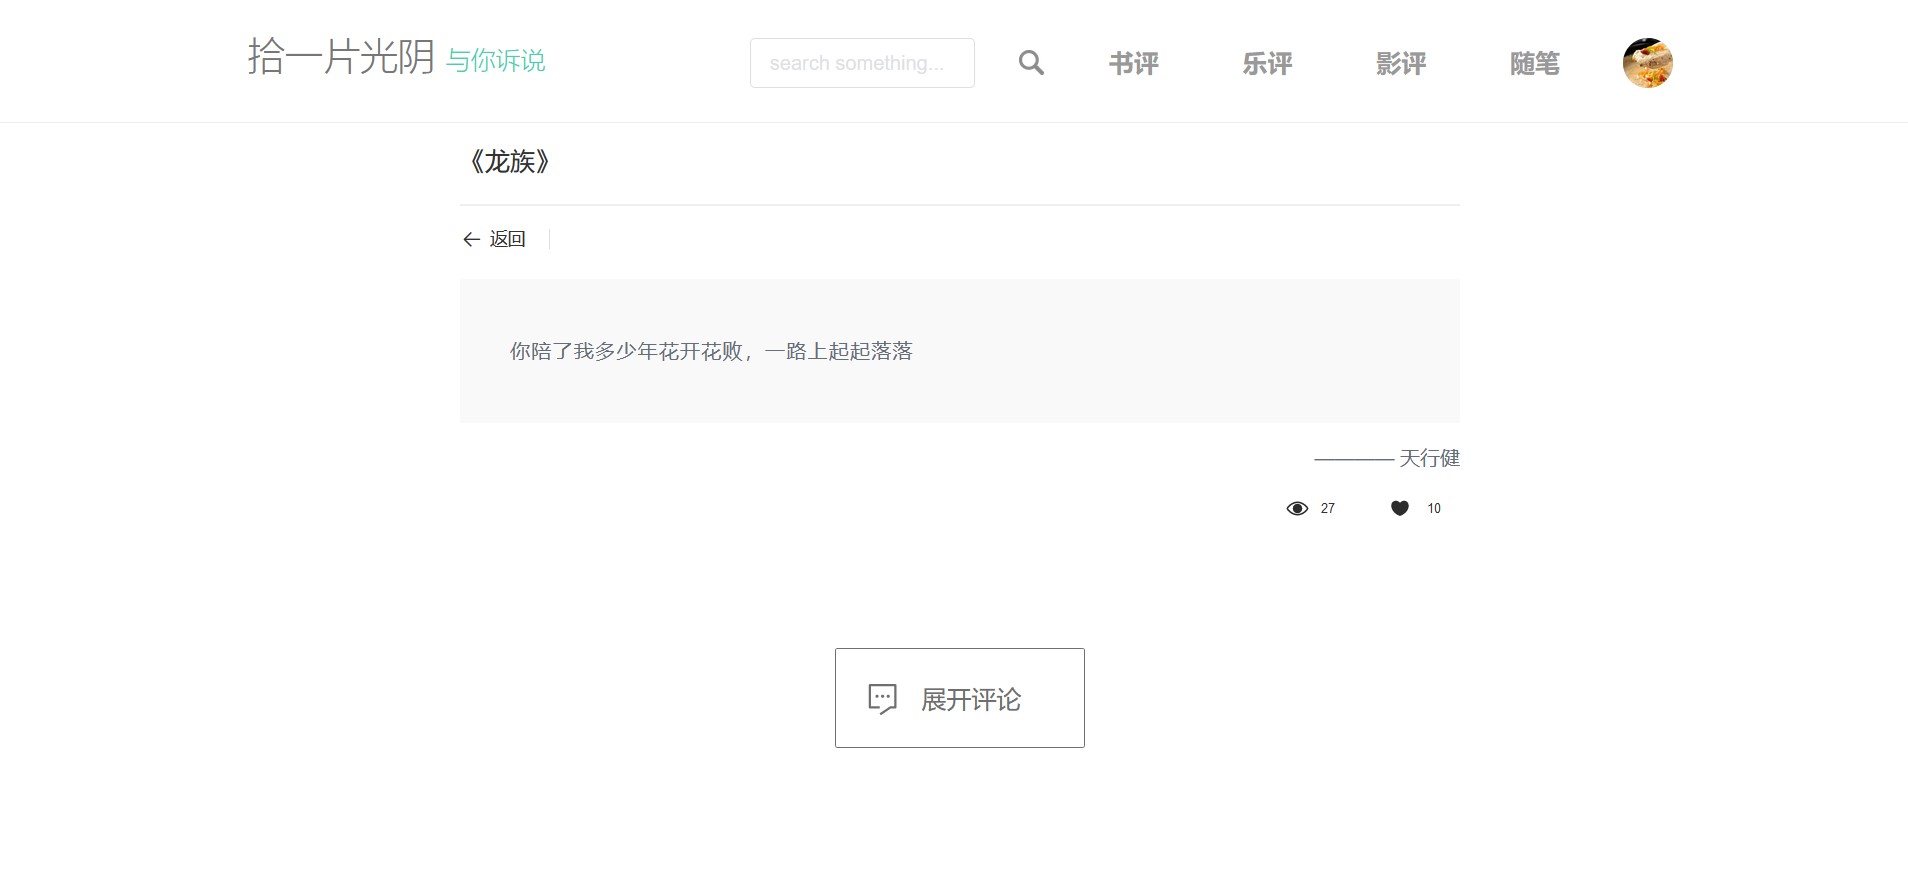 拾一片光阴 与你诉说
search something... 书评 乐评 影评 随笔
《龙族》
返回
你陪了我多少年花开花败，一路上起起落落
———— 天行健
27 10
展开评论